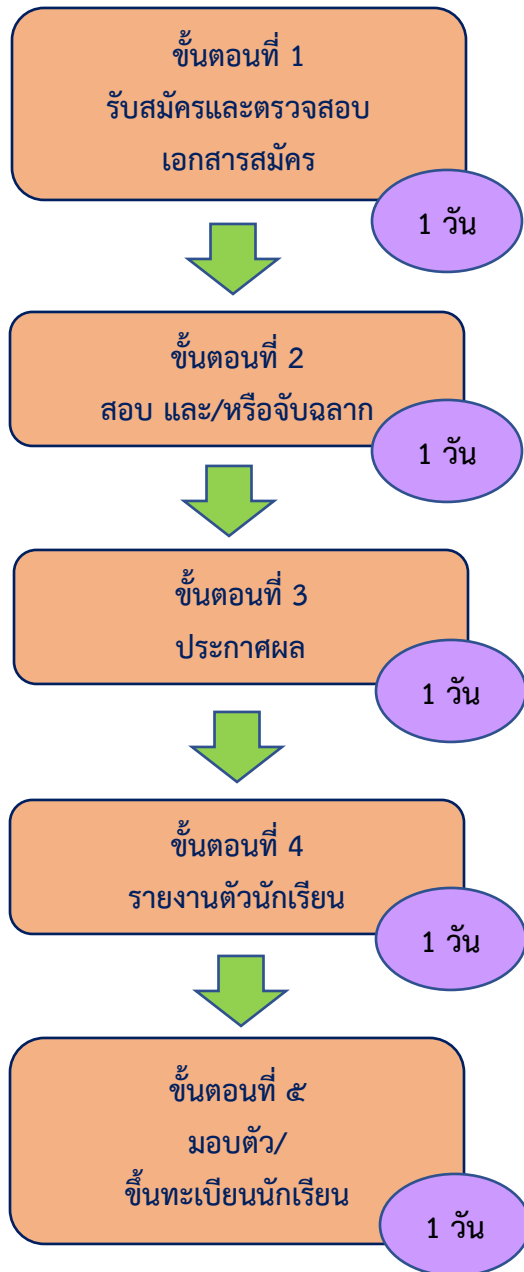 ขั้นตอนที่ 1
รับสมัครและตรวจสอบ
เอกสารสมัคร
1 วัน
ขั้นตอนที่ 2
สอบ และ/หรือจับฉลาก
1 วัน
ขั้นตอนที่ 3
ประกาศผล
1 วัน
ขั้นตอนที่ 4
รายงานตัวนักเรียน
1 วัน
ขั้นตอนที่ ๕
มอบตัว/
ขึ้นทะเบียนนักเรียน
1 วัน